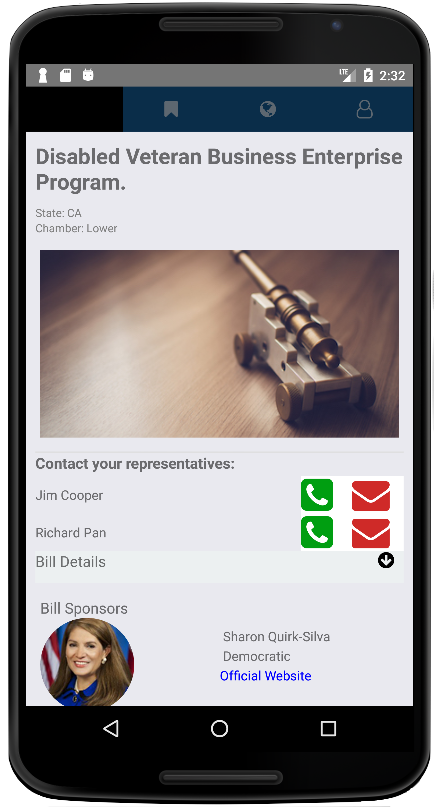 LTE 2:32
Disabled Veteran Business Enterprise
Program.
State: CA
Chamber: Lower
Contact your representatives:
Jim Cooper
Richard Pan
Bill Details
Bill Sponsors
Sharon Quirk-Silva
Democratic
Official Website